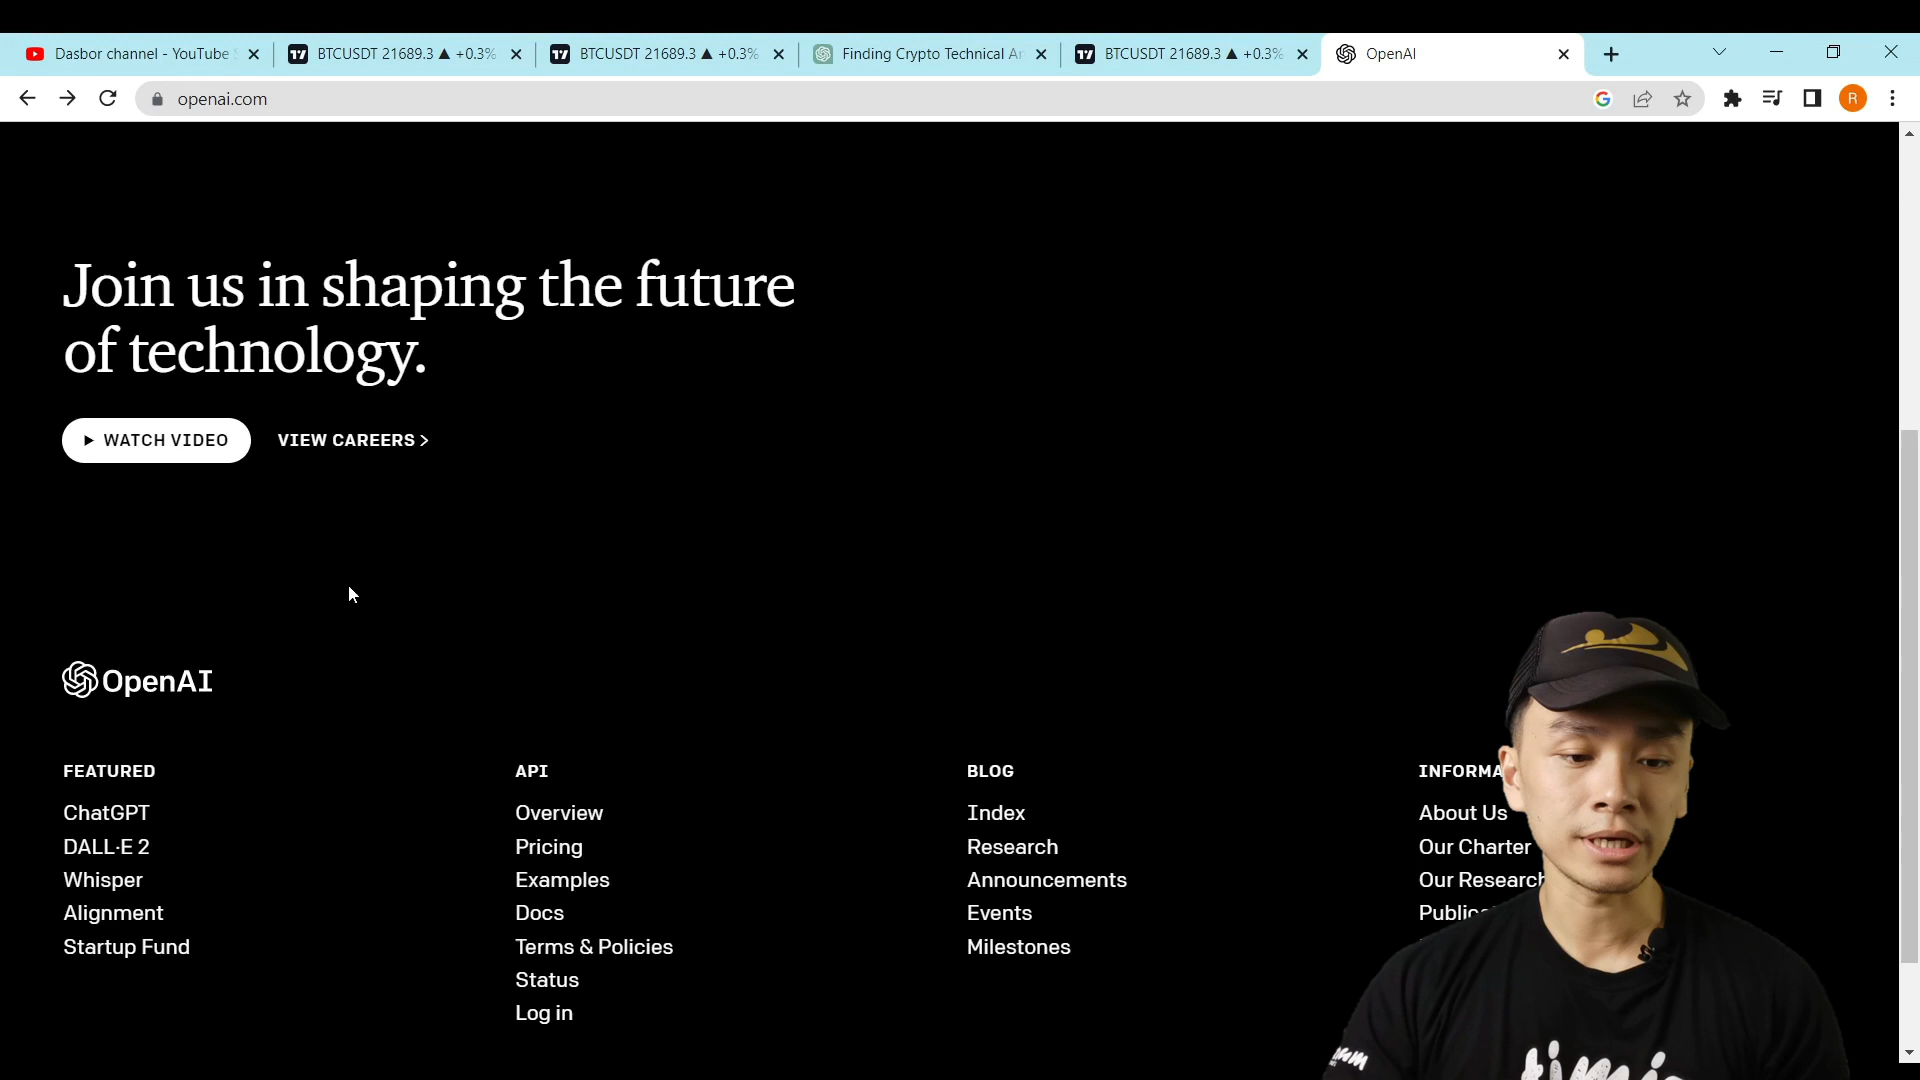 Dasbor channel - YouTube
BTCUSDT 21689.3 ▲ +0.3%
BTCUSDT 21689.3 ▲ +0.3%
Finding Crypto Technical An
BTCUSDT 21689.3 ▲ +0.3%
OpenAI
openai.com
R
Join us in shaping the future
of technology.
WATCH VIDEO
VIEW CAREERS >
OpenAI
FEATURED
ChatGPT
DALL·E 2
Whisper
Alignment
Startup Fund
API
Overview
Pricing
Examples
Docs
Terms & Policies
Status
Log in
BLOG
Index
Research
Announcements
Events
Milestones
INFORMA
About Us
Our Charter
Our Research
Public